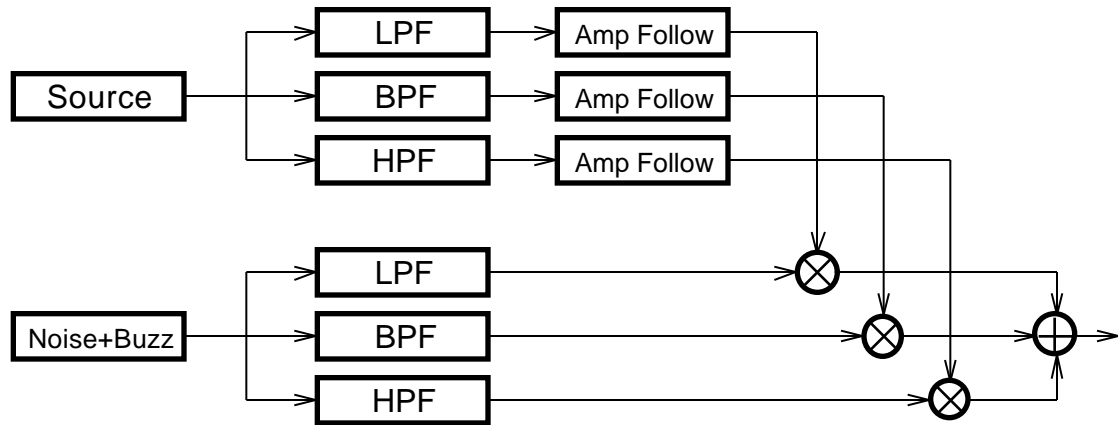 LPF
Amp Follow
Source
BPF
Amp Follow
HPF
Amp Follow
LPF
Noise+Buzz
BPF
HPF